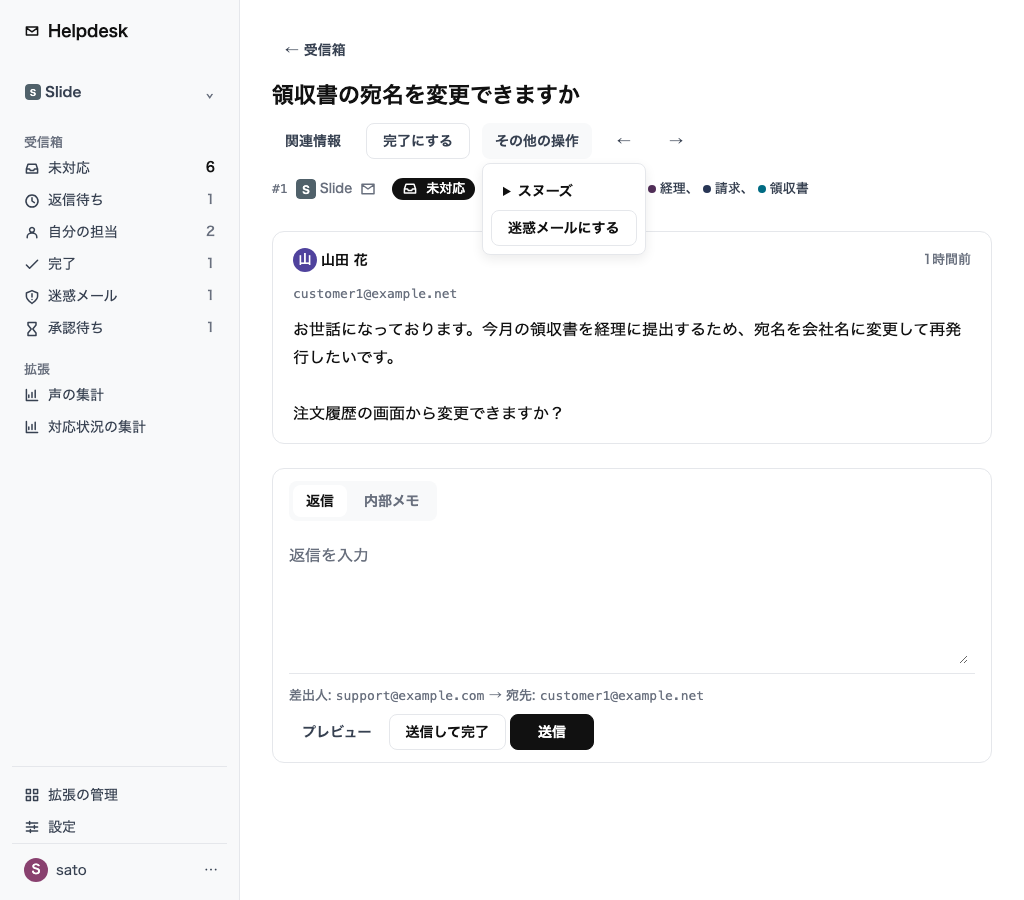 Helpdesk
S Slide
受信箱
未対応 6
返信待ち 1
自分の担当 2
完了 1
迷惑メール 1
承認待ち 1
拡張
声の集計
対応状況の集計
拡張の管理
設定
S sato ...
← 受信箱
領収書の宛名を変更できますか
関連情報 完了にする その他の操作 ← →
#1 S Slide 未対応 経理、 請求、 領収書
▶ スヌーズ
迷惑メールにする
山 山田 花 1時間前
customer1@example.net
お世話になっております。今月の領収書を経理に提出するため、宛名を会社名に変更して再発
行したいです。
注文履歴の画面から変更できますか？
返信 内部メモ
返信を入力
差出人: support@example.com → 宛先: customer1@example.net
プレビュー 送信して完了 送信